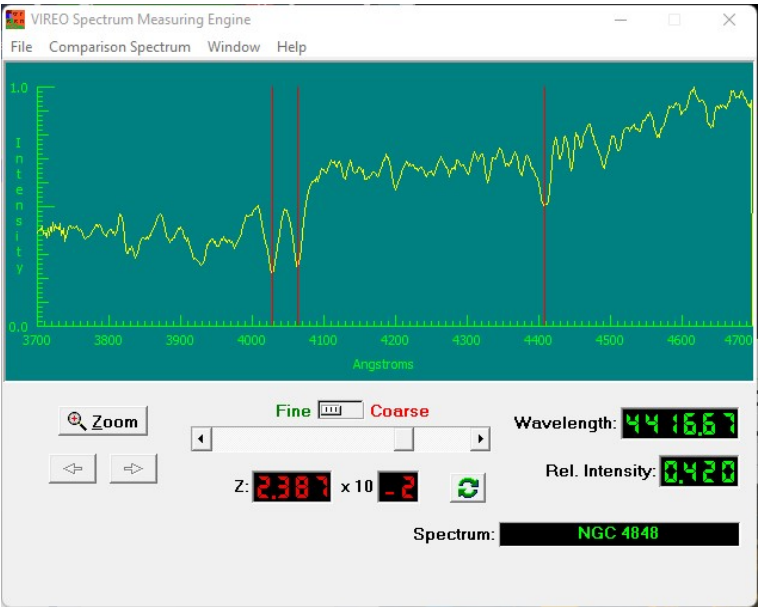 VIREO Spectrum Measuring Engine
File Comparison Spectrum Window Help
1.0
Intensity
0.0
3700 3800 3900 4000 4100 4200 4300 4400 4500 4600 4700
Angstroms
Zoom
Fine Coarse
Wavelength: 4416.67
Rel. Intensity: 0.420
Z: 2.387 x 10 -2
Spectrum: NGC 4848